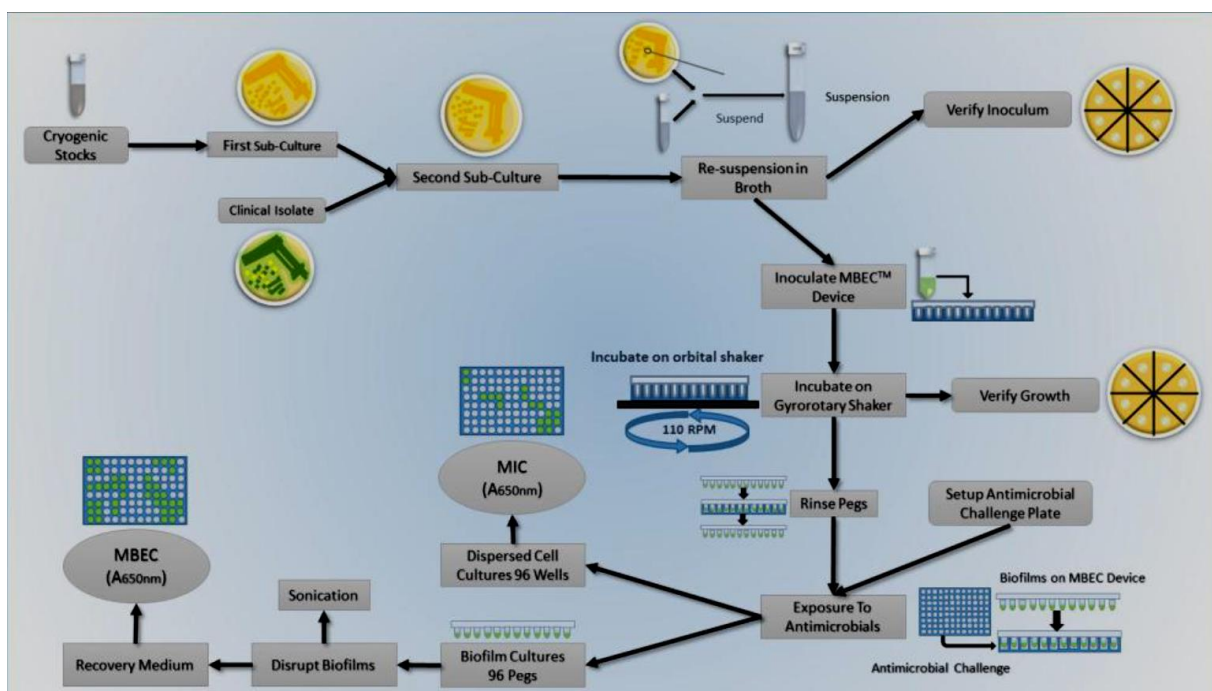 Cryogenic
Stocks
First Sub-Culture
Clinical Isolate
Second Sub-Culture
Suspend
Suspension
Re-suspension in
Broth
Verify Inoculum
Inoculate MBEC™
Device
Incubate on orbital shaker
110 RPM
Incubate on
Gyrorotary Shaker
Verify Growth
Rinse Pegs
Setup Antimicrobial
Challenge Plate
Exposure To
Antimicrobials
Biofilms on MBEC Device
Antimicrobial Challenge
MIC
(A650nm)
Dispersed Cell
Cultures 96 Wells
Biofilm Cultures
96 Pegs
Sonication
Disrupt Biofilms
Recovery Medium
MBEC
(A650nm)